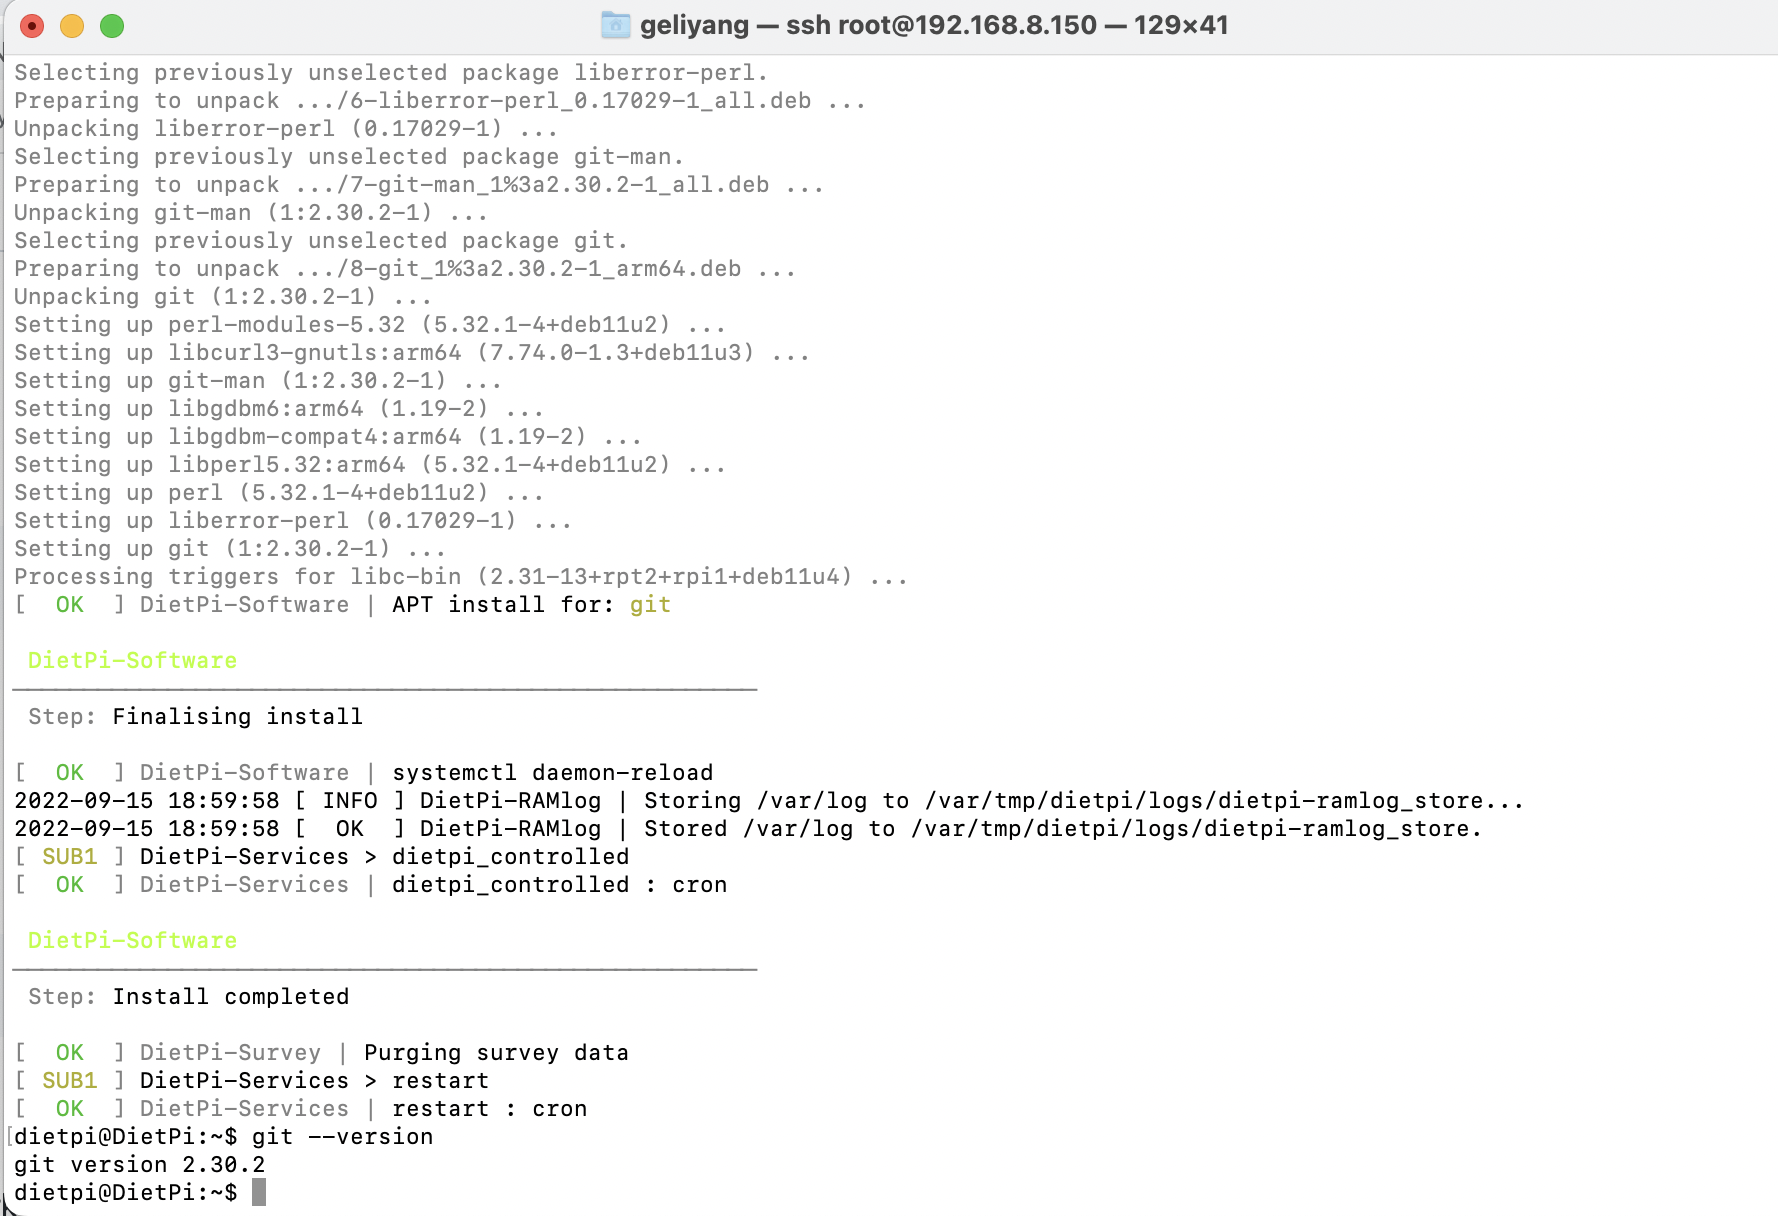 geliyang — ssh root@192.168.8.150 — 129×41
Selecting previously unselected package liberror-perl.
Preparing to unpack .../6-liberror-perl_0.17029-1_all.deb ...
Unpacking liberror-perl (0.17029-1) ...
Selecting previously unselected package git-man.
Preparing to unpack .../7-git-man_1%3a2.30.2-1_all.deb ...
Unpacking git-man (1:2.30.2-1) ...
Selecting previously unselected package git.
Preparing to unpack .../8-git_1%3a2.30.2-1_arm64.deb ...
Unpacking git (1:2.30.2-1) ...
Setting up perl-modules-5.32 (5.32.1-4+deb11u2) ...
Setting up libcurl3-gnutls:arm64 (7.74.0-1.3+deb11u3) ...
Setting up git-man (1:2.30.2-1) ...
Setting up libgdbm6:arm64 (1.19-2) ...
Setting up libgdbm-compat4:arm64 (1.19-2) ...
Setting up libperl5.32:arm64 (5.32.1-4+deb11u2) ...
Setting up perl (5.32.1-4+deb11u2) ...
Setting up liberror-perl (0.17029-1) ...
Setting up git (1:2.30.2-1) ...
Processing triggers for libc-bin (2.31-13+rpt2+rpi1+deb11u4) ...
[  OK  ] DietPi-Software | APT install for: git
DietPi-Software
─────────────────────────────────────────────────────
Step: Finalising install
[  OK  ] DietPi-Software | systemctl daemon-reload
2022-09-15 18:59:58 [ INFO ] DietPi-RAMlog | Storing /var/log to /var/tmp/dietpi/logs/dietpi-ramlog_store...
2022-09-15 18:59:58 [  OK  ] DietPi-RAMlog | Stored /var/log to /var/tmp/dietpi/logs/dietpi-ramlog_store.
[ SUB1 ] DietPi-Services > dietpi_controlled
[  OK  ] DietPi-Services | dietpi_controlled : cron
DietPi-Software
─────────────────────────────────────────────────────
Step: Install completed
[  OK  ] DietPi-Survey | Purging survey data
[ SUB1 ] DietPi-Services > restart
[  OK  ] DietPi-Services | restart : cron
[dietpi@DietPi:~$ git --version
git version 2.30.2
dietpi@DietPi:~$